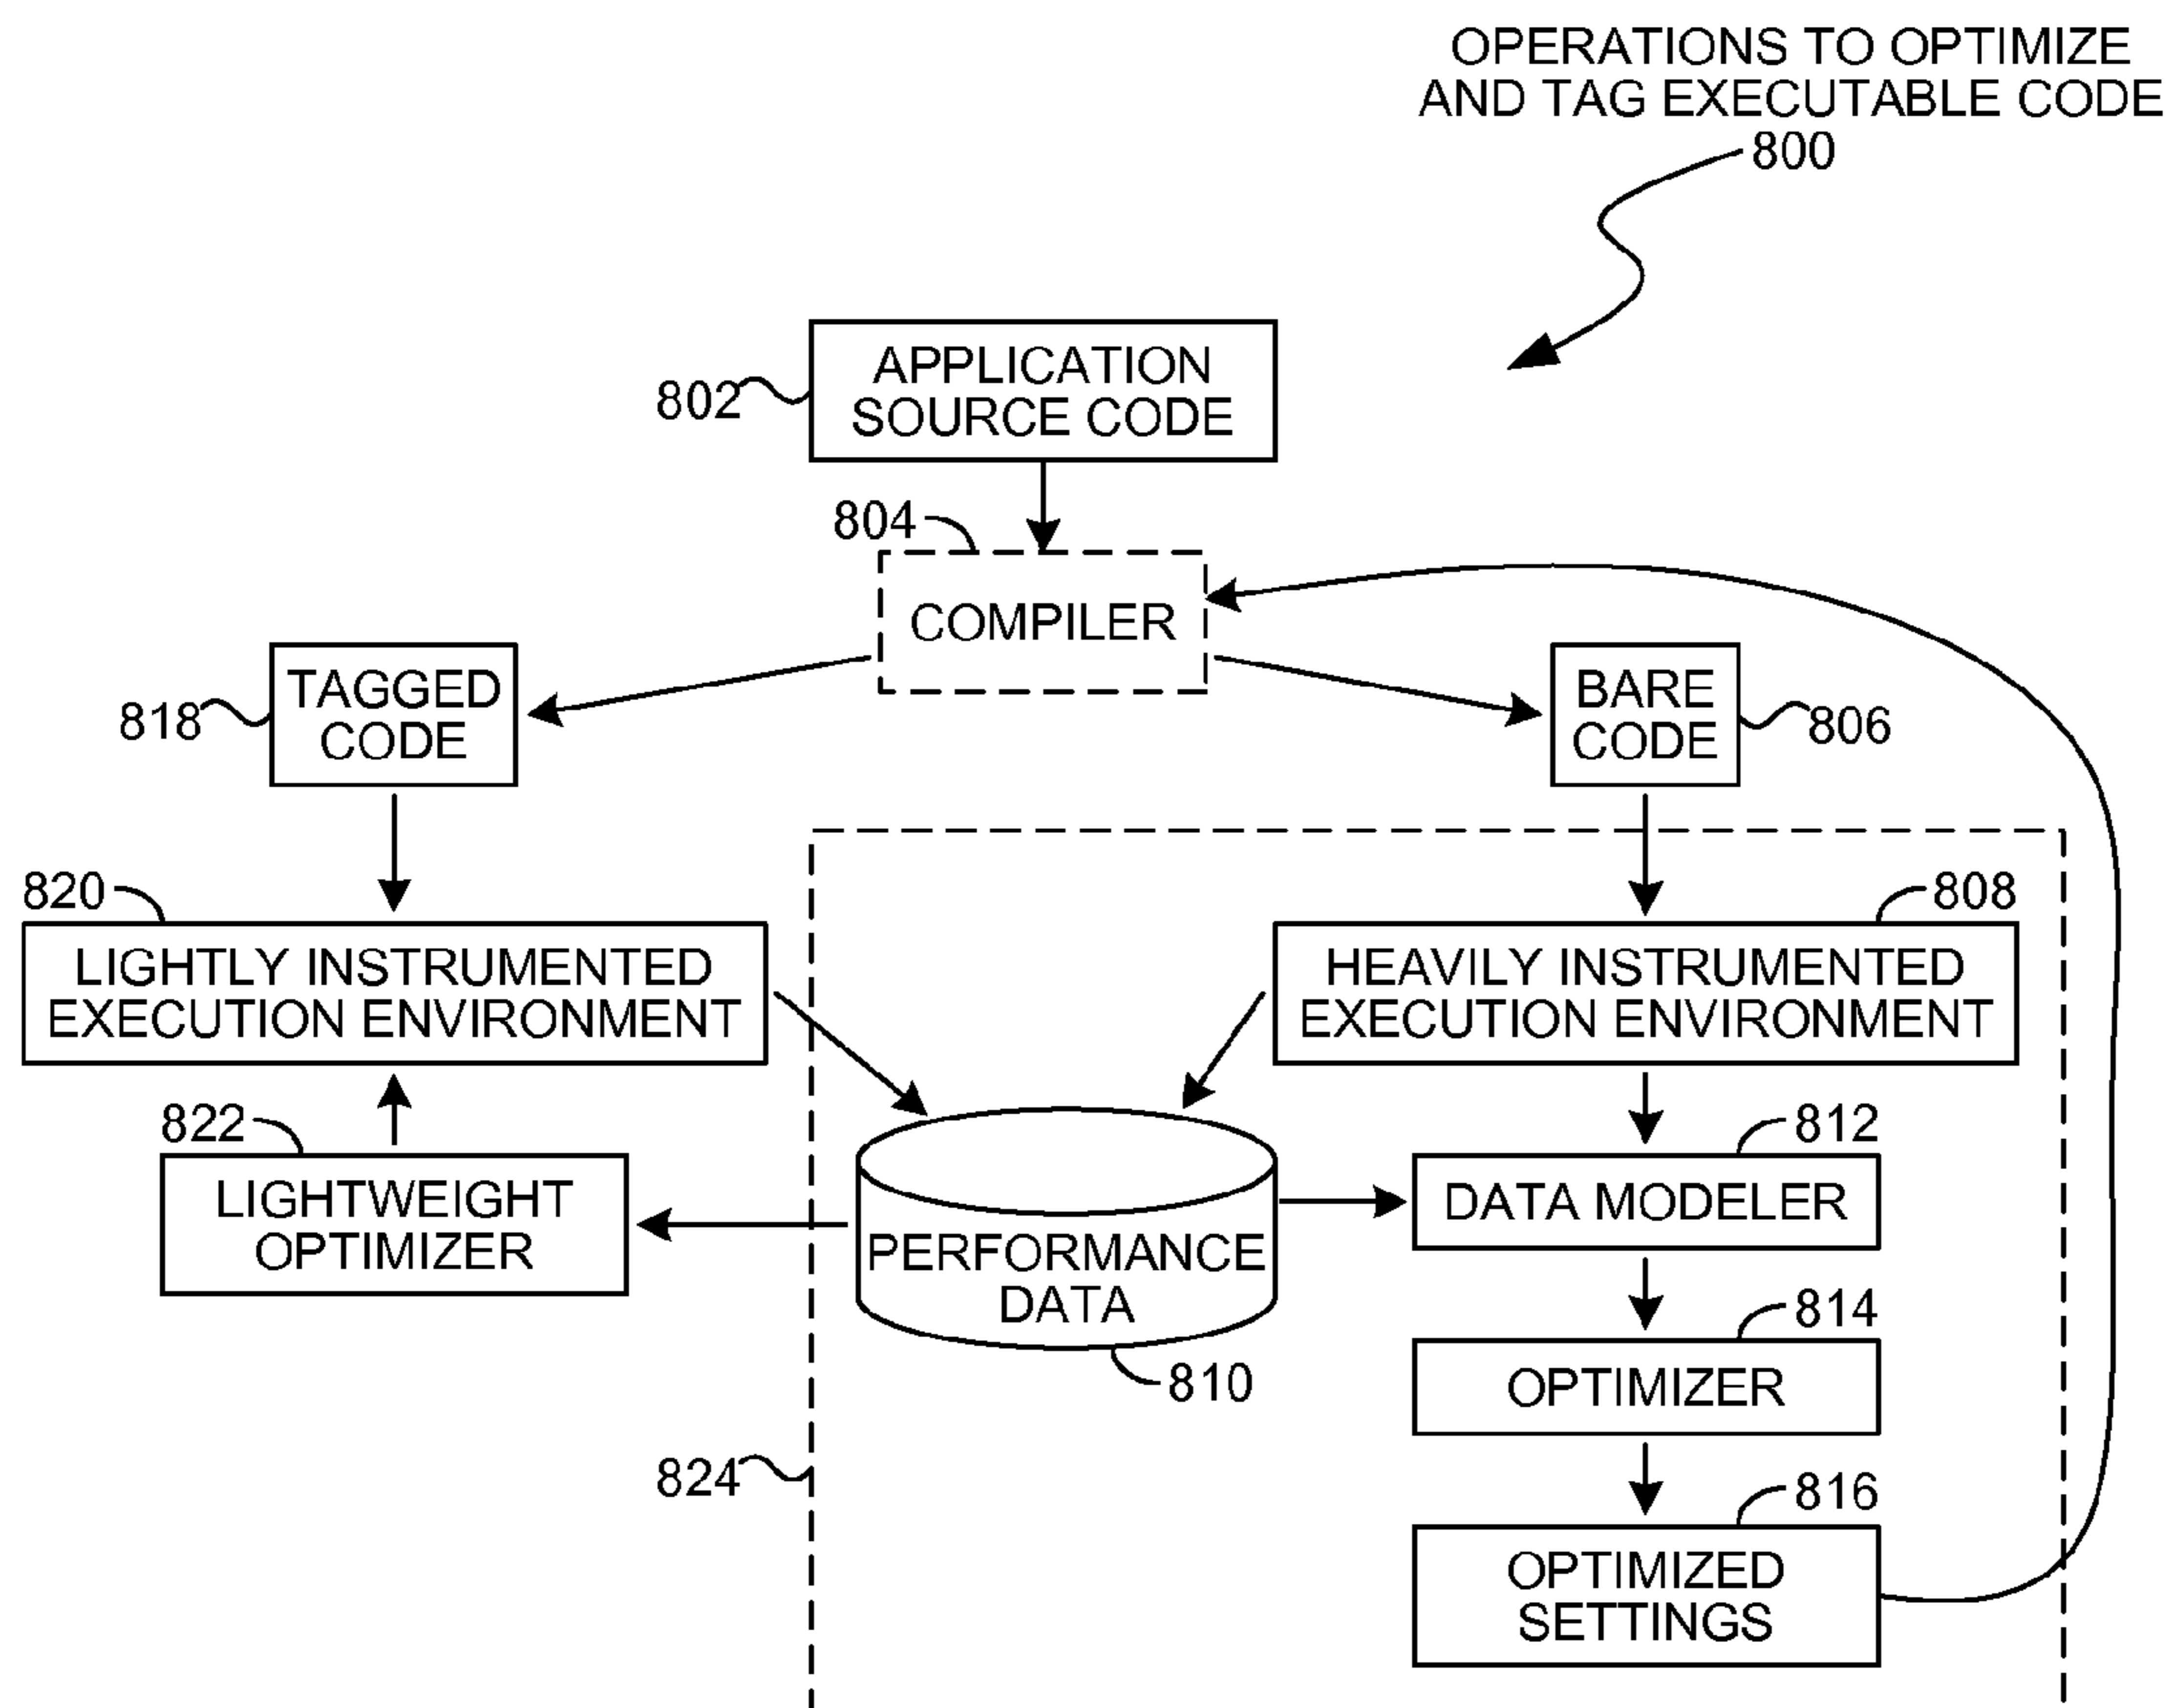 OPERATIONS TO OPTIMIZE
AND TAG EXECUTABLE CODE
800
802
APPLICATION
SOURCE CODE
804
COMPILER
818
TAGGED
CODE
BARE
CODE
806
820
LIGHTLY INSTRUMENTED
EXECUTION ENVIRONMENT
808
HEAVILY INSTRUMENTED
EXECUTION ENVIRONMENT
822
LIGHTWEIGHT
OPTIMIZER
PERFORMANCE
DATA
810
812
DATA MODELER
814
OPTIMIZER
824
816
OPTIMIZED
SETTINGS